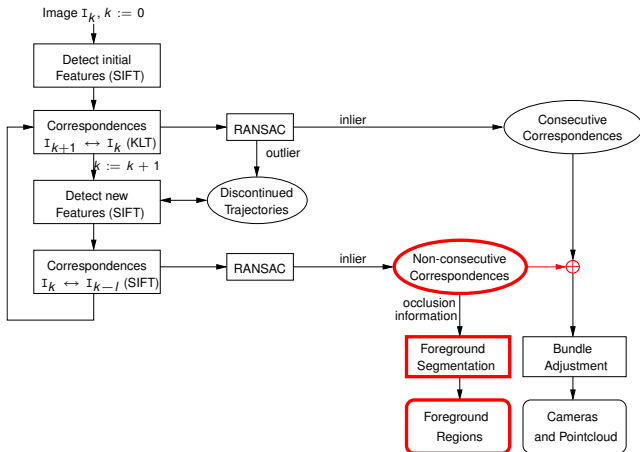 Image I_k, k := 0
Detect initial
Features (SIFT)
Correspondences
I_{k+1} ↔ I_k (KLT)
RANSAC
inlier
Consecutive
Correspondences
outlier
k := k + 1
Detect new
Features (SIFT)
Discontinued
Trajectories
Correspondences
I_k ↔ I_{k−l} (SIFT)
RANSAC
inlier
Non-consecutive
Correspondences
occlusion
information
Foreground
Segmentation
Bundle
Adjustment
Foreground
Regions
Cameras
and Pointcloud